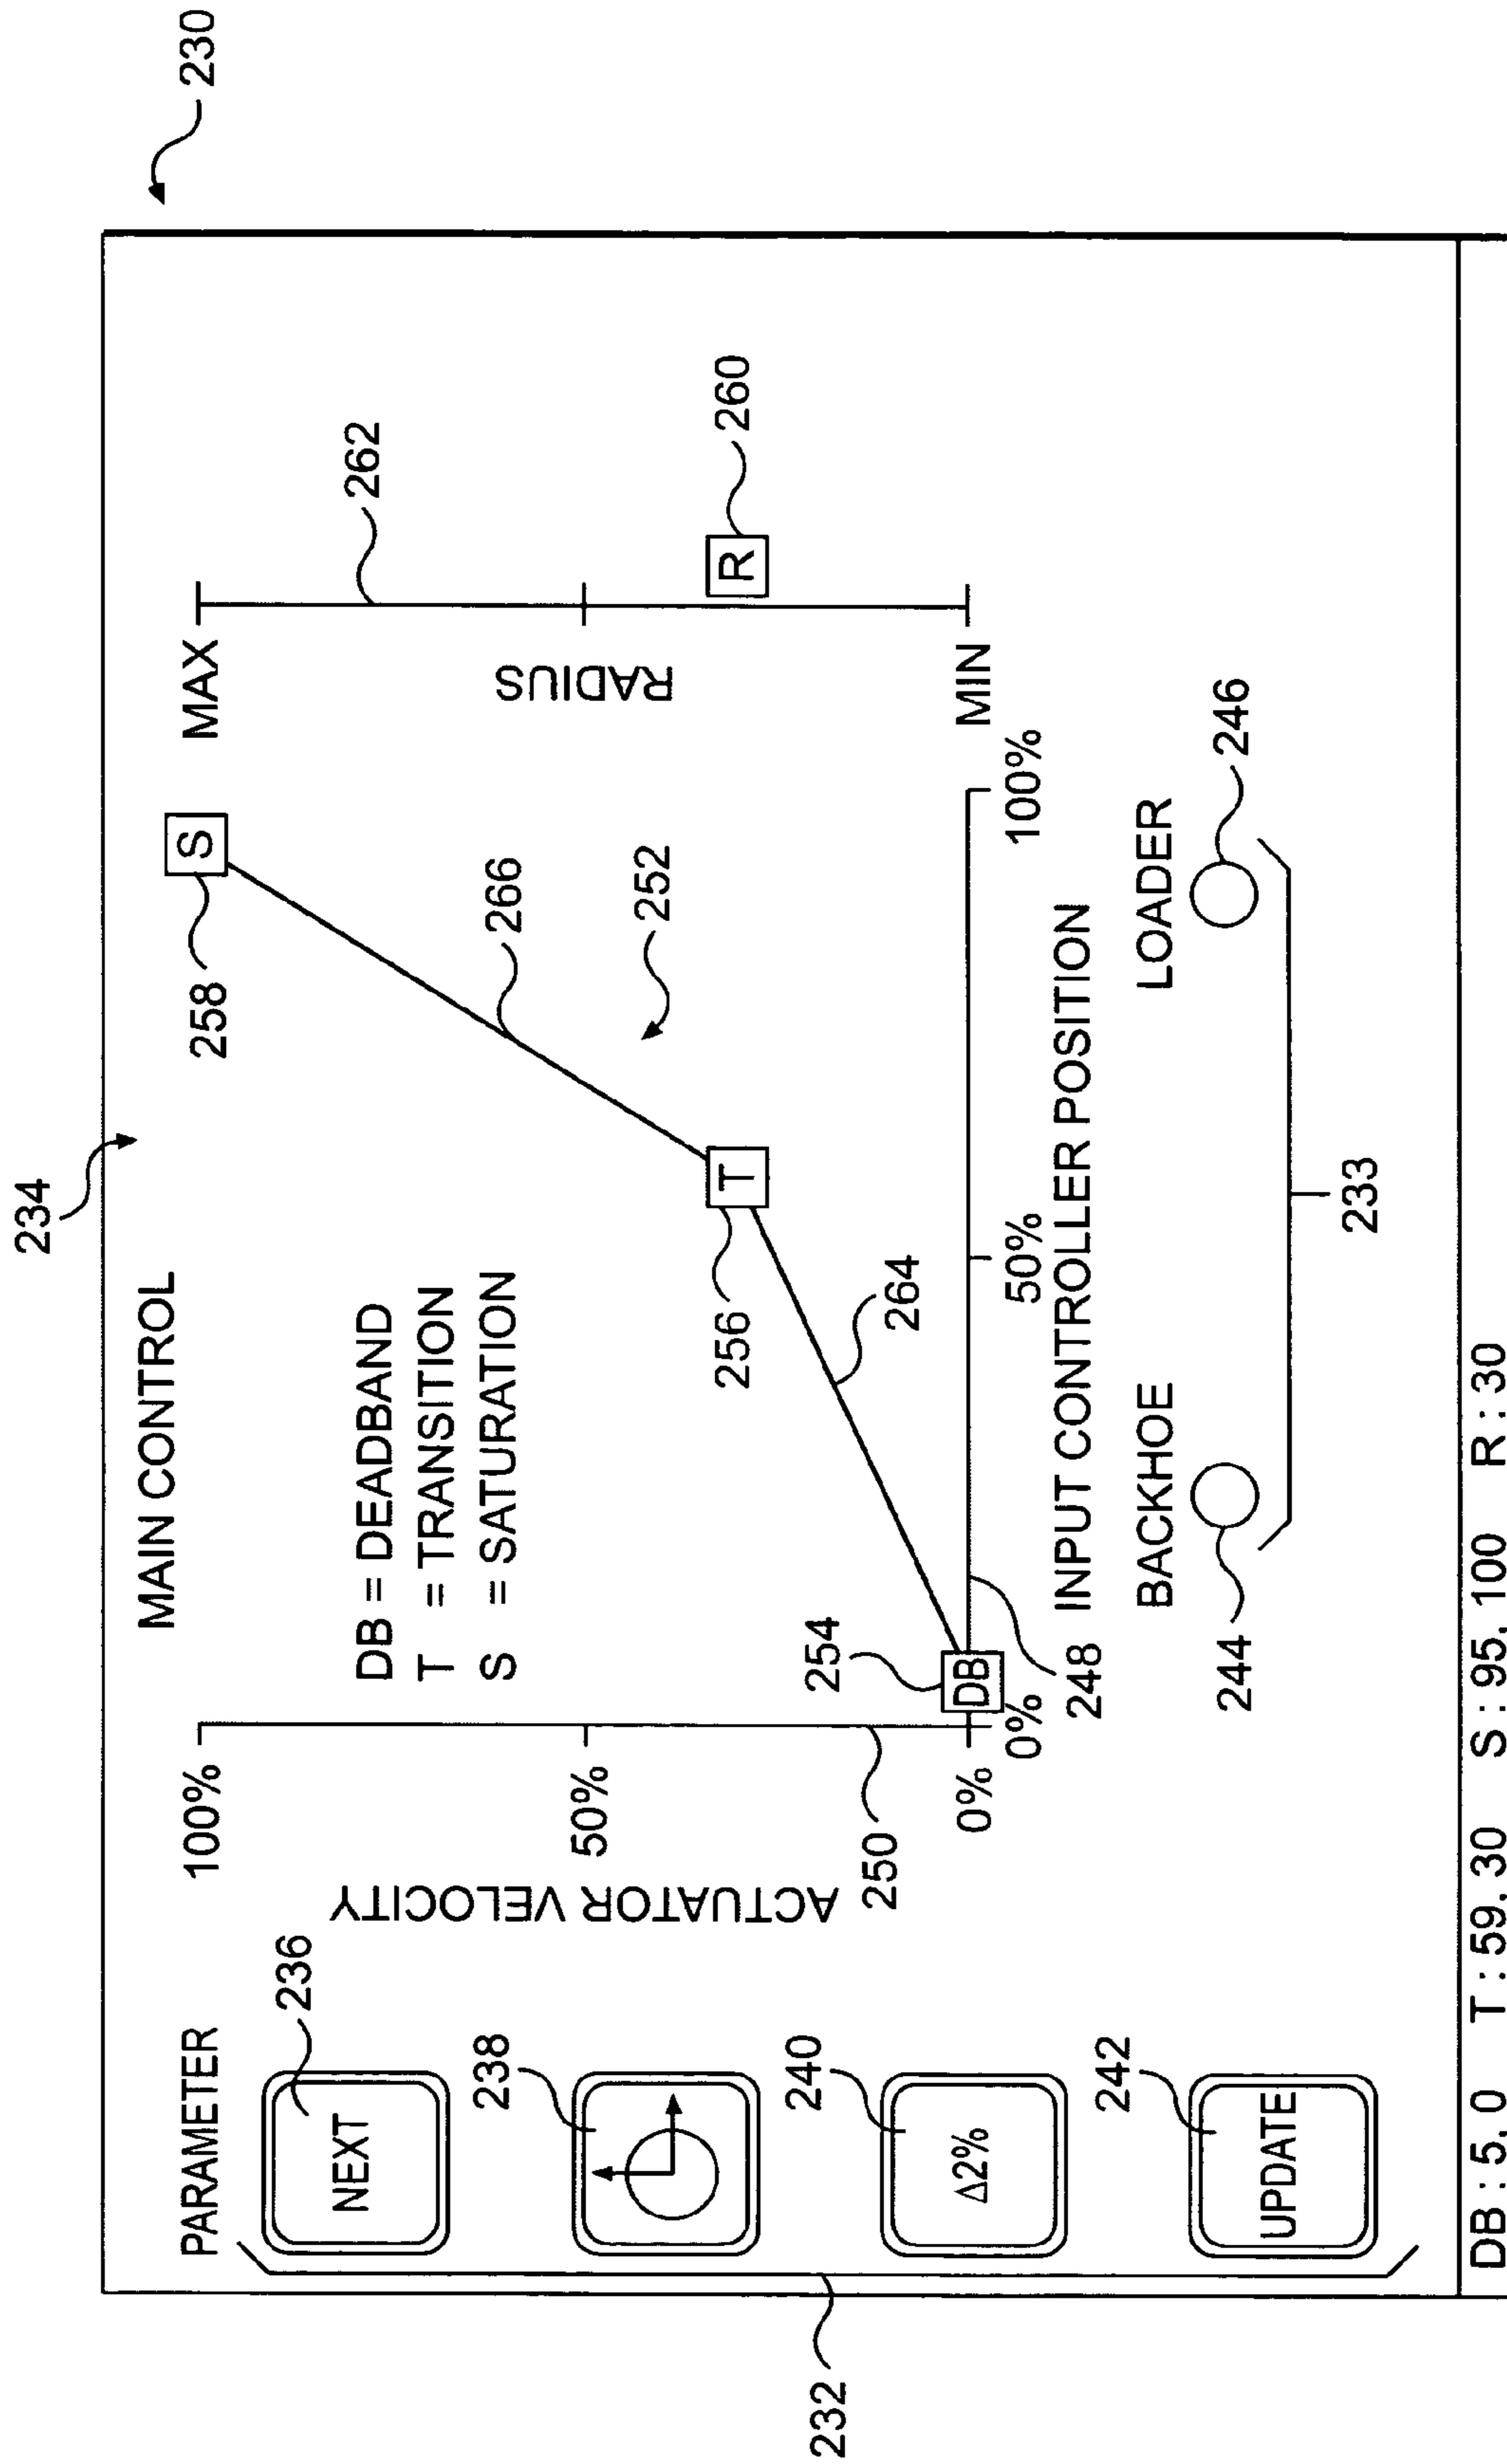 230
234
MAIN CONTROL
PARAMETER
NEXT
236
238
Δ2%
240
UPDATE
242
232
ACTUATOR VELOCITY
100%
50%
0%
250
DB = DEADBAND
T = TRANSITION
S = SATURATION
S
258
266
252
T
256
264
DB
254
248
0%
50%
100%
INPUT CONTROLLER POSITION
MAX
RADIUS
MIN
262
R
260
BACKHOE
LOADER
244
246
233
DB : 5, 0 T : 59, 30 S : 95, 100 R : 30